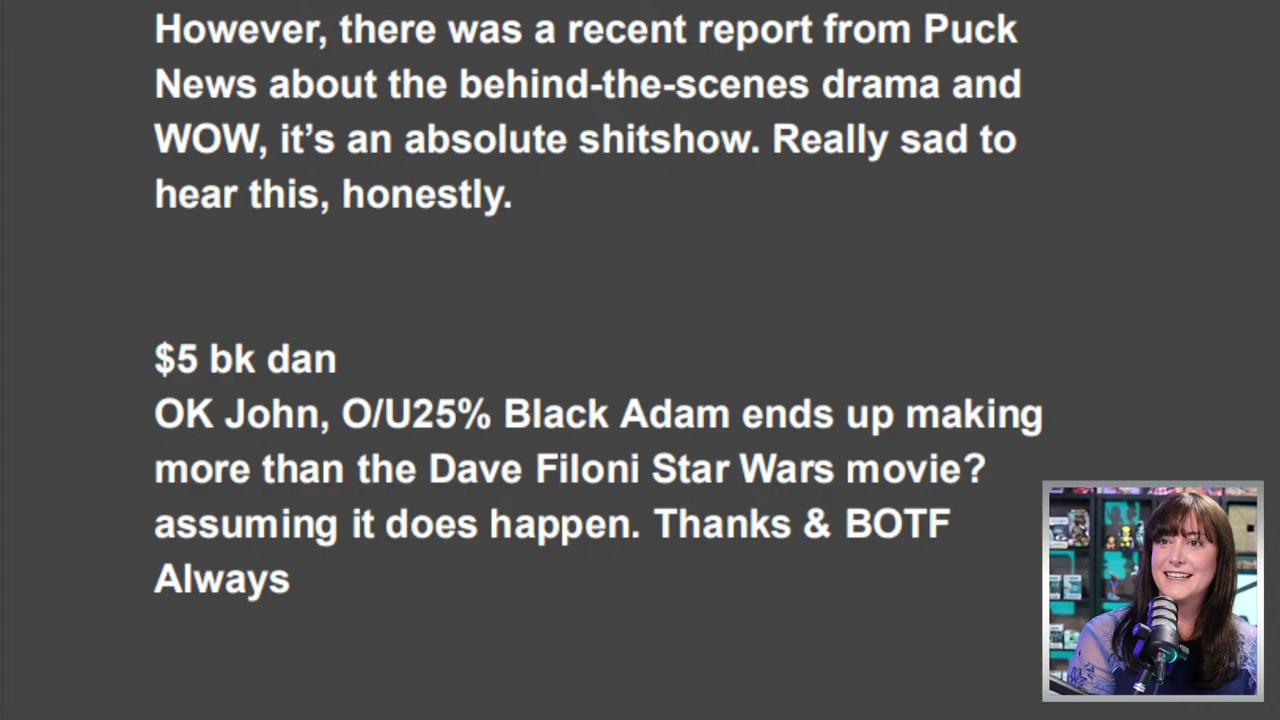 However, there was a recent report from Puck
News about the behind-the-scenes drama and
WOW, it’s an absolute shitshow. Really sad to
hear this, honestly.
$5 bk dan
OK John, O/U25% Black Adam ends up making
more than the Dave Filoni Star Wars movie?
assuming it does happen. Thanks & BOTF
Always